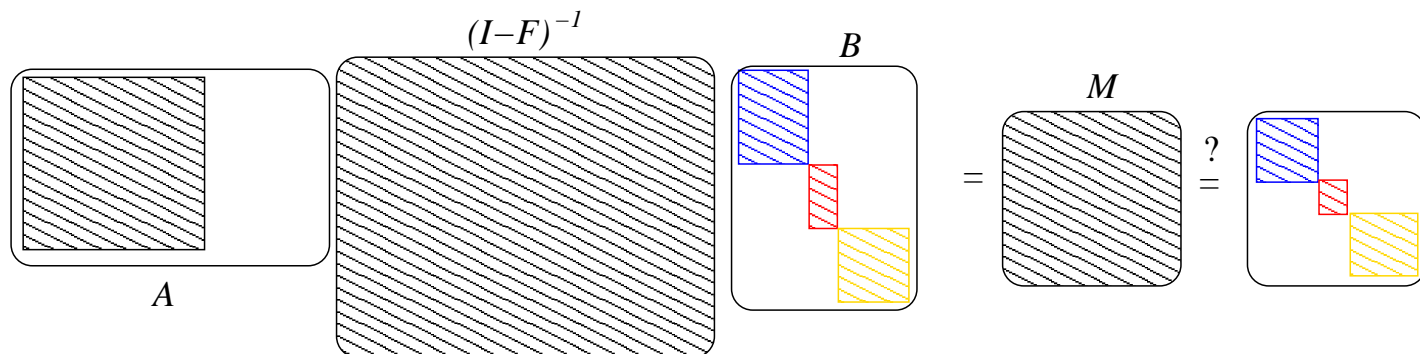 (I−F)⁻¹
B
M
A
=
?
=